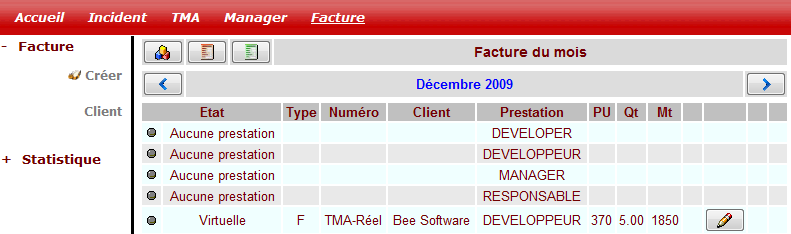 Accueil Incident TMA Manager Facture
- Facture
Créer
Client
+ Statistique
Facture du mois
Décembre 2009
Etat Type Numéro Client Prestation PU Qt Mt
Aucune prestation DEVELOPER
Aucune prestation DEVELOPPEUR
Aucune prestation MANAGER
Aucune prestation RESPONSABLE
Virtuelle F TMA-Réel Bee Software DEVELOPPEUR 370 5.00 1850